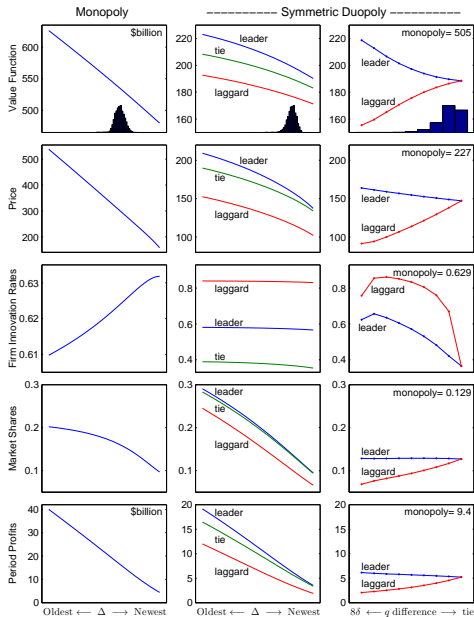 Monopoly
---------- Symmetric Duopoly ----------
Value Function
600
550
500
$billion
220
200
180
160
leader
tie
laggard
220
200
180
160
monopoly= 505
leader
laggard
Price
500
400
300
200
200
150
100
leader
tie
laggard
200
150
100
monopoly= 227
leader
laggard
Firm Innovation Rates
0.63
0.62
0.61
0.8
0.6
0.4
laggard
leader
tie
0.8
0.6
0.4
monopoly= 0.629
laggard
leader
Market Shares
0.3
0.2
0.1
0.3
0.2
0.1
leader
tie
laggard
0.3
0.2
0.1
monopoly= 0.129
leader
laggard
Period Profits
40
30
20
10
0
$billion
20
15
10
5
0
leader
tie
laggard
20
15
10
5
0
monopoly= 9.4
leader
laggard
Oldest ⟵ Δ ⟶ Newest
Oldest ⟵ Δ ⟶ Newest
8δ ⟵ q difference ⟶ tie